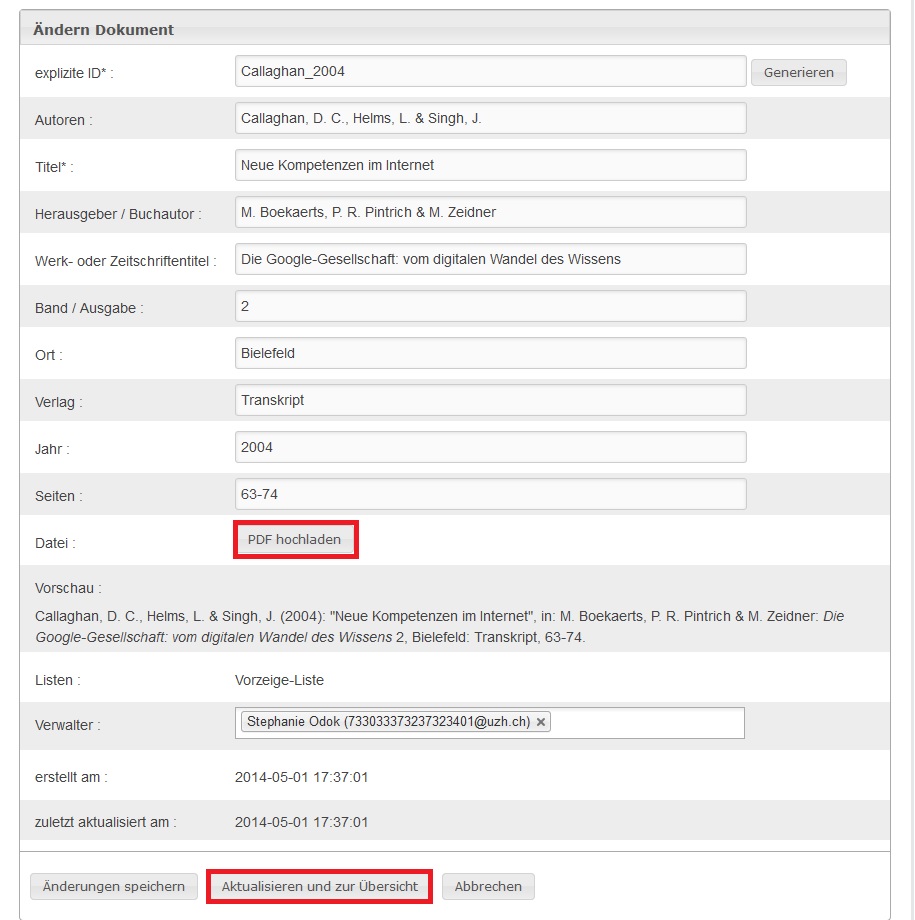 Ändern Dokument
explizite ID* : Callaghan_2004 Generieren
Autoren : Callaghan, D. C., Helms, L. & Singh, J.
Titel* : Neue Kompetenzen im Internet
Herausgeber / Buchautor : M. Boekaerts, P. R. Pintrich & M. Zeidner
Werk- oder Zeitschriftentitel : Die Google-Gesellschaft: vom digitalen Wandel des Wissens
Band / Ausgabe : 2
Ort : Bielefeld
Verlag : Transkript
Jahr : 2004
Seiten : 63-74
Datei : PDF hochladen
Vorschau :
Callaghan, D. C., Helms, L. & Singh, J. (2004): "Neue Kompetenzen im Internet", in: M. Boekaerts, P. R. Pintrich & M. Zeidner: Die
Google-Gesellschaft: vom digitalen Wandel des Wissens 2, Bielefeld: Transkript, 63-74.
Listen : Vorzeige-Liste
Verwalter : Stephanie Odok (733033373237323401@uzh.ch) ×
erstellt am : 2014-05-01 17:37:01
zuletzt aktualisiert am : 2014-05-01 17:37:01
Änderungen speichern Aktualisieren und zur Übersicht Abbrechen